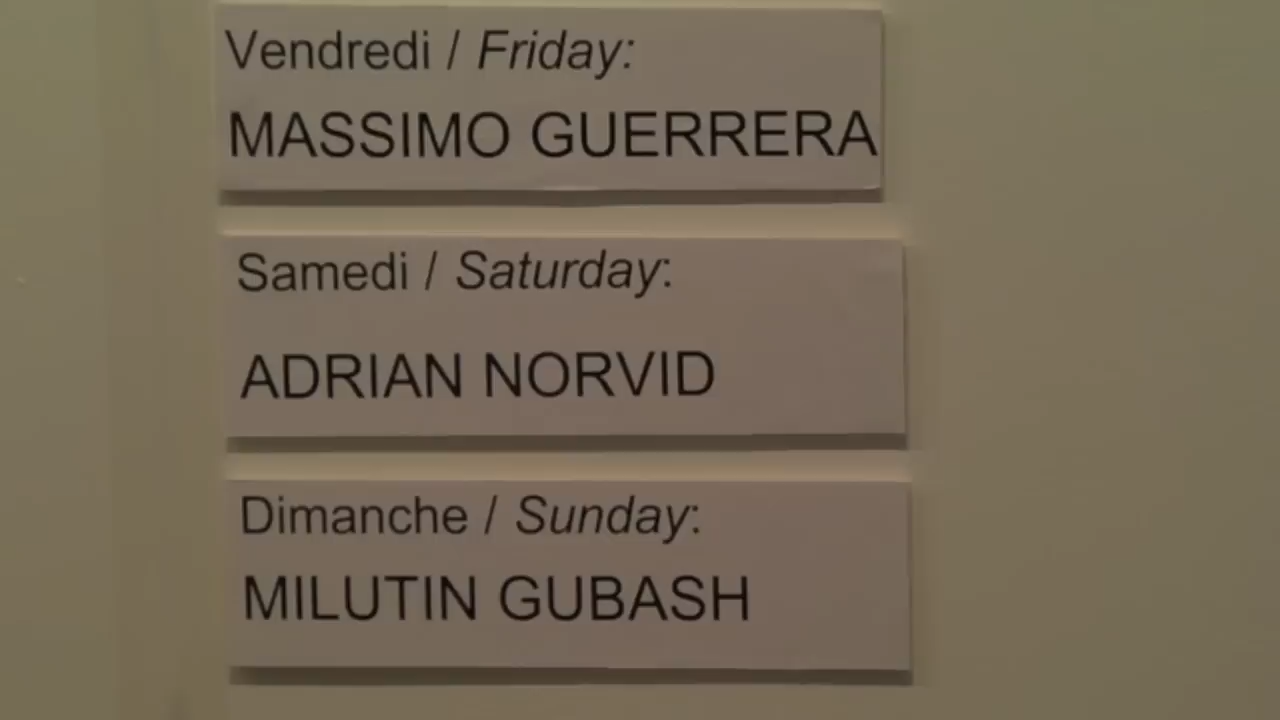 Vendredi / Friday:
MASSIMO GUERRERA
Samedi / Saturday:
ADRIAN NORVID
Dimanche / Sunday:
MILUTIN GUBASH